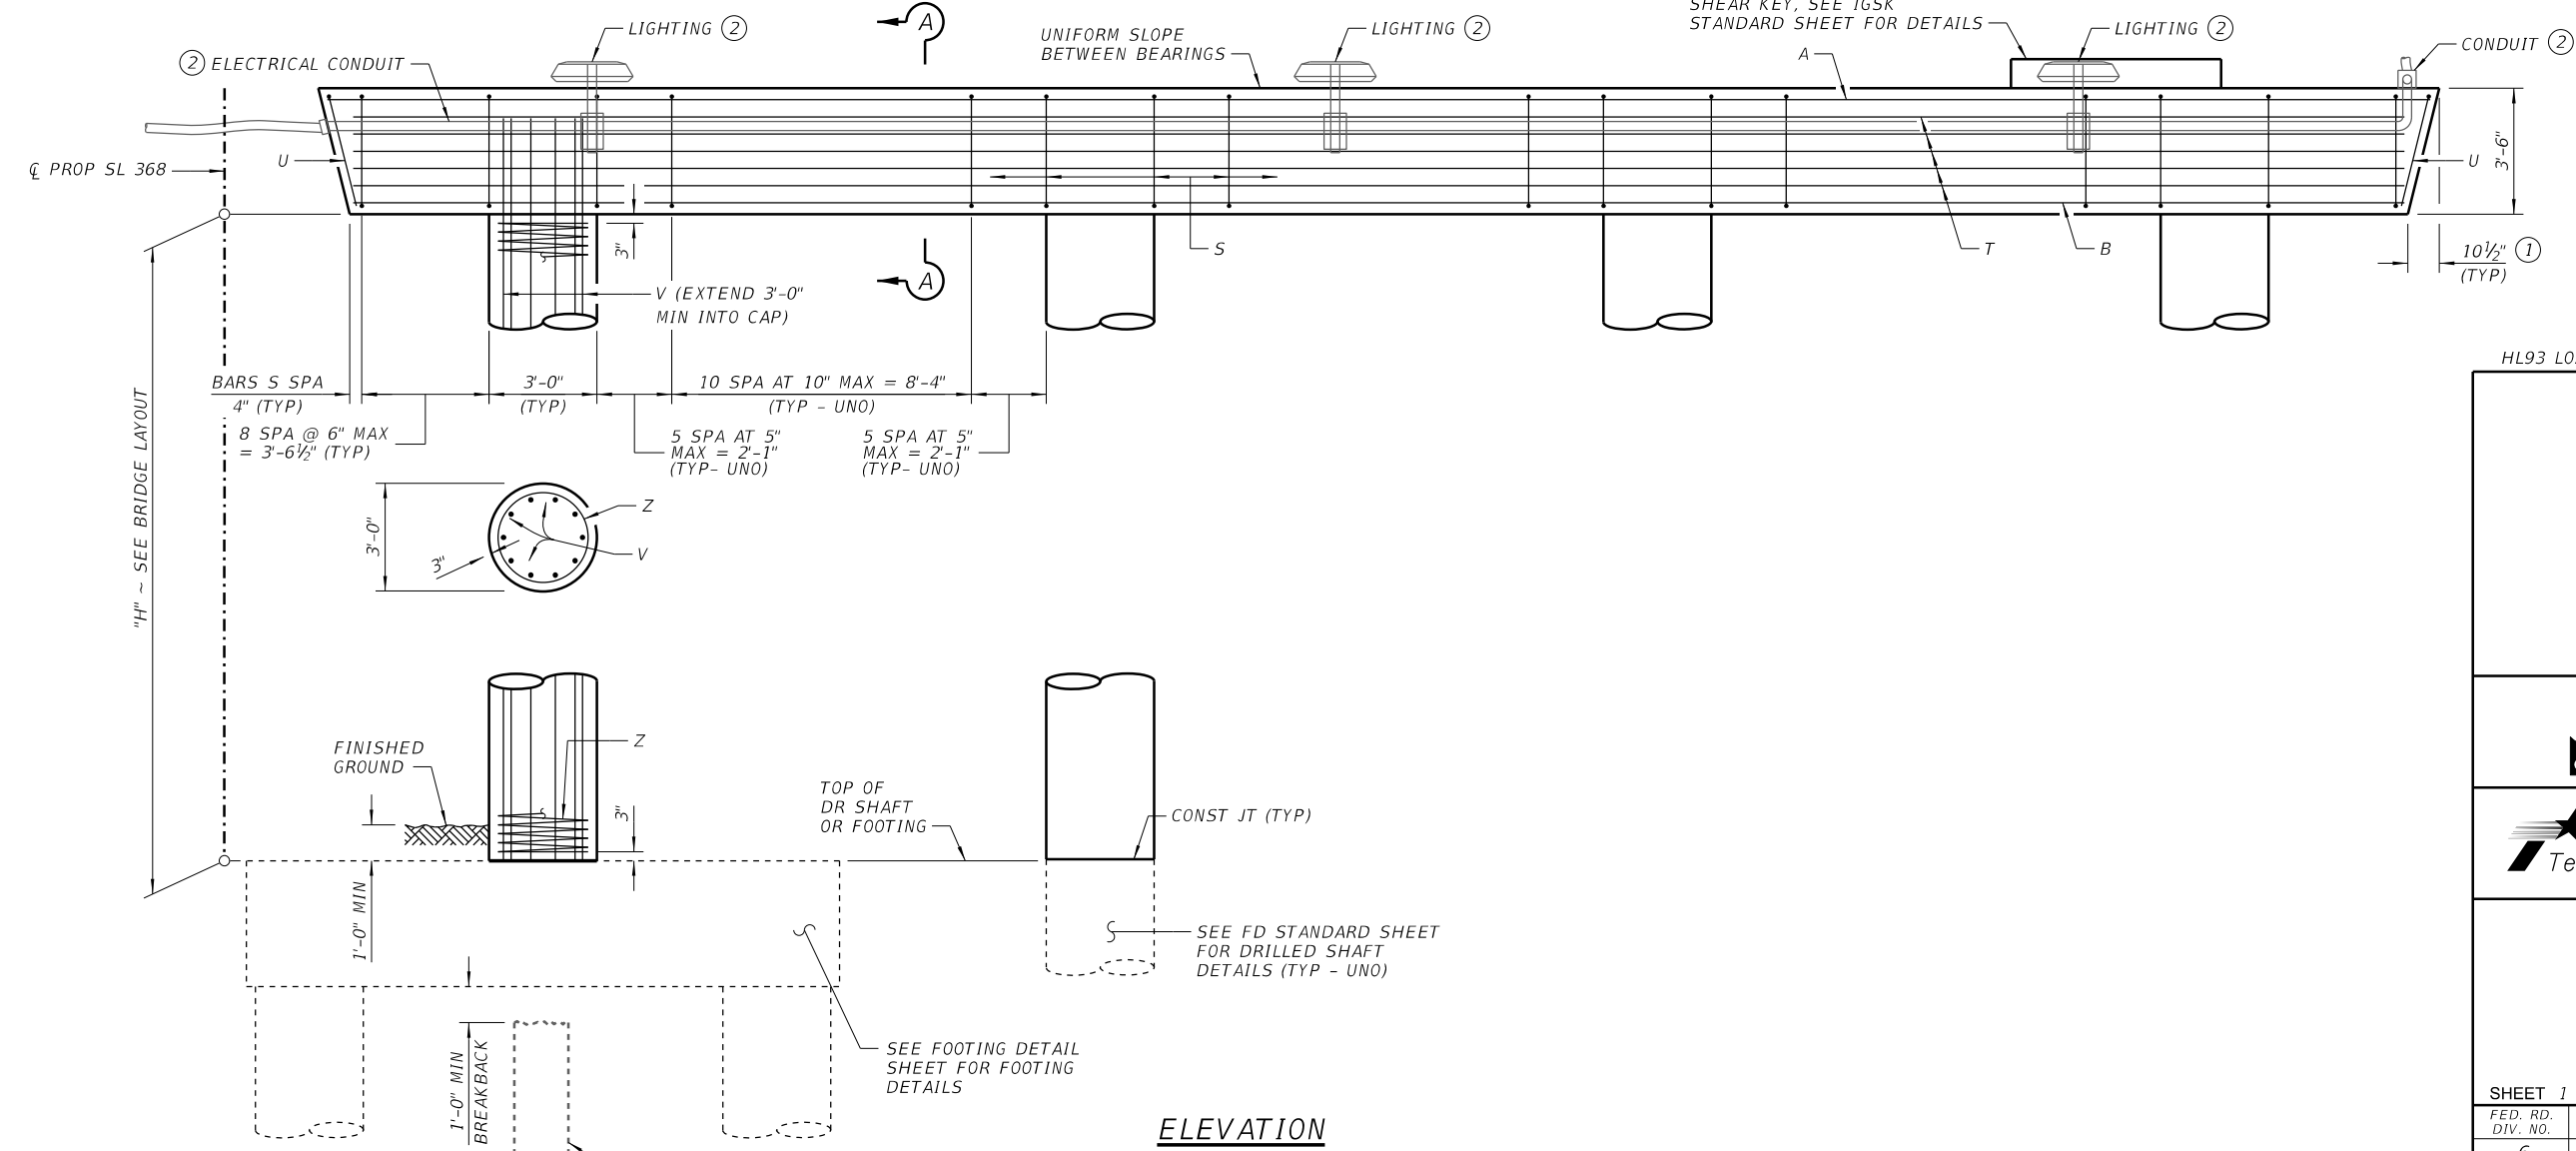 SHEAR KEY, SEE IGSK
STANDARD SHEET FOR DETAILS
LIGHTING 2
A
LIGHTING 2
LIGHTING 2
CONDUIT 2
UNIFORM SLOPE
BETWEEN BEARINGS
A
2 ELECTRICAL CONDUIT
℄ PROP SL 368
U
U
3'-6"
3"
S
T
B
10½" 1
(TYP)
A
V (EXTEND 3'-0"
MIN INTO CAP)
BARS S SPA
4" (TYP)
3'-0"
(TYP)
10 SPA AT 10" MAX = 8'-4"
(TYP - UNO)
8 SPA @ 6" MAX
= 3'-6½" (TYP)
5 SPA AT 5"
MAX = 2'-1"
(TYP- UNO)
5 SPA AT 5"
MAX = 2'-1"
(TYP- UNO)
"H" ~ SEE BRIDGE LAYOUT
3'-0"
3"
Z
V
FINISHED
GROUND
Z
3"
TOP OF
DR SHAFT
OR FOOTING
CONST JT (TYP)
1'-0" MIN
SEE FD STANDARD SHEET
FOR DRILLED SHAFT
DETAILS (TYP - UNO)
SEE FOOTING DETAIL
SHEET FOR FOOTING
DETAILS
1'-0" MIN
BREAKBACK
ELEVATION
HL93
Te
SHEET 1
FED. RD.
DIV. NO.